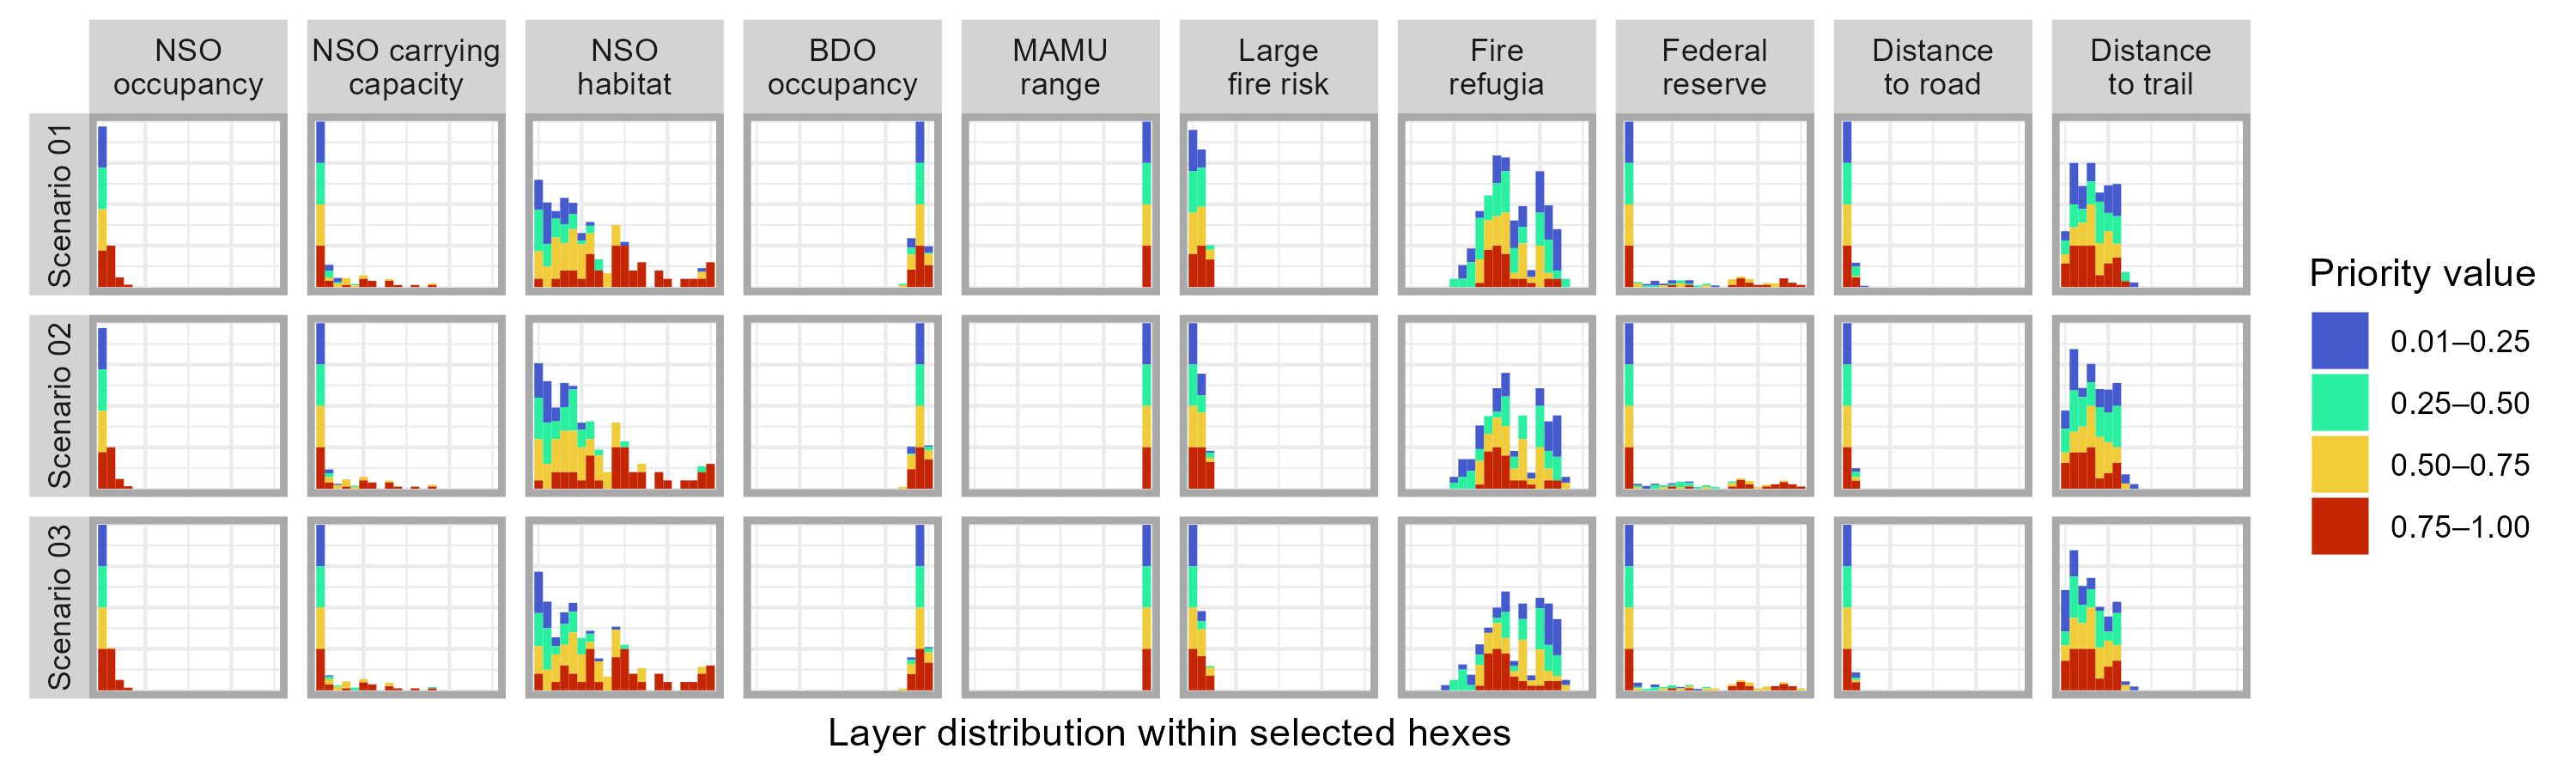 NSO
occupancy
NSO carrying
capacity
NSO
habitat
BDO
occupancy
MAMU
range
Large
fire risk
Fire
refugia
Federal
reserve
Distance
to road
Distance
to trail
Scenario 01
Scenario 02
Scenario 03
Layer distribution within selected hexes
Priority value
0.01–0.25
0.25–0.50
0.50–0.75
0.75–1.00